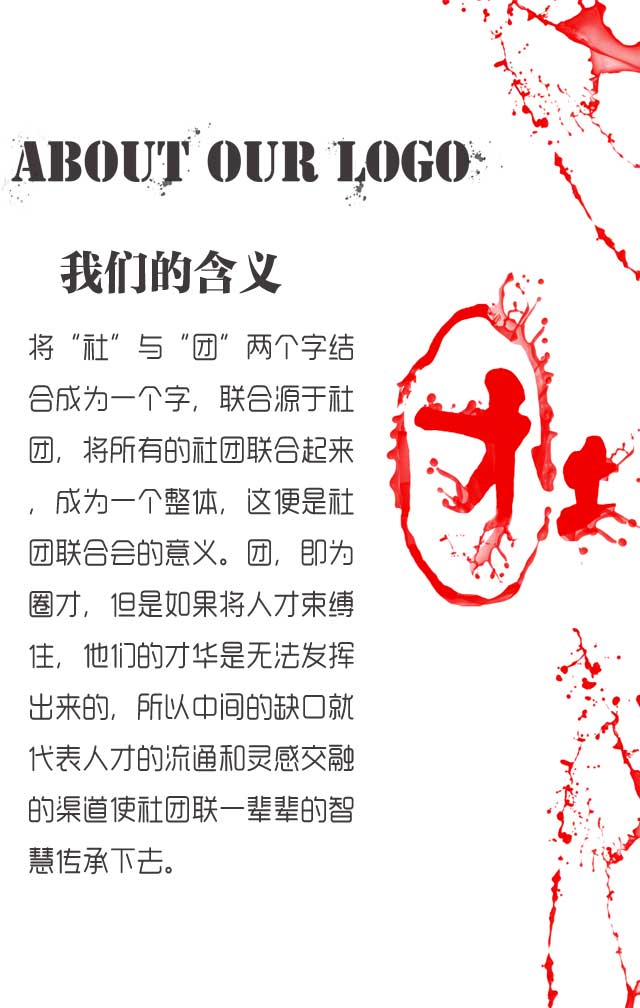 ABOUT OUR LOGO
我们的含义
将“社”与“团”两个字结
合成为一个字，联合源于社
团，将所有的社团联合起来
，成为一个整体，这便是社
团联合会的意义。团，即为
圈才，但是如果将人才束缚
住，他们的才华是无法发挥
出来的，所以中间的缺口就
代表人才的流通和灵感交融
的渠道使社团联一辈辈的智
慧传承下去。